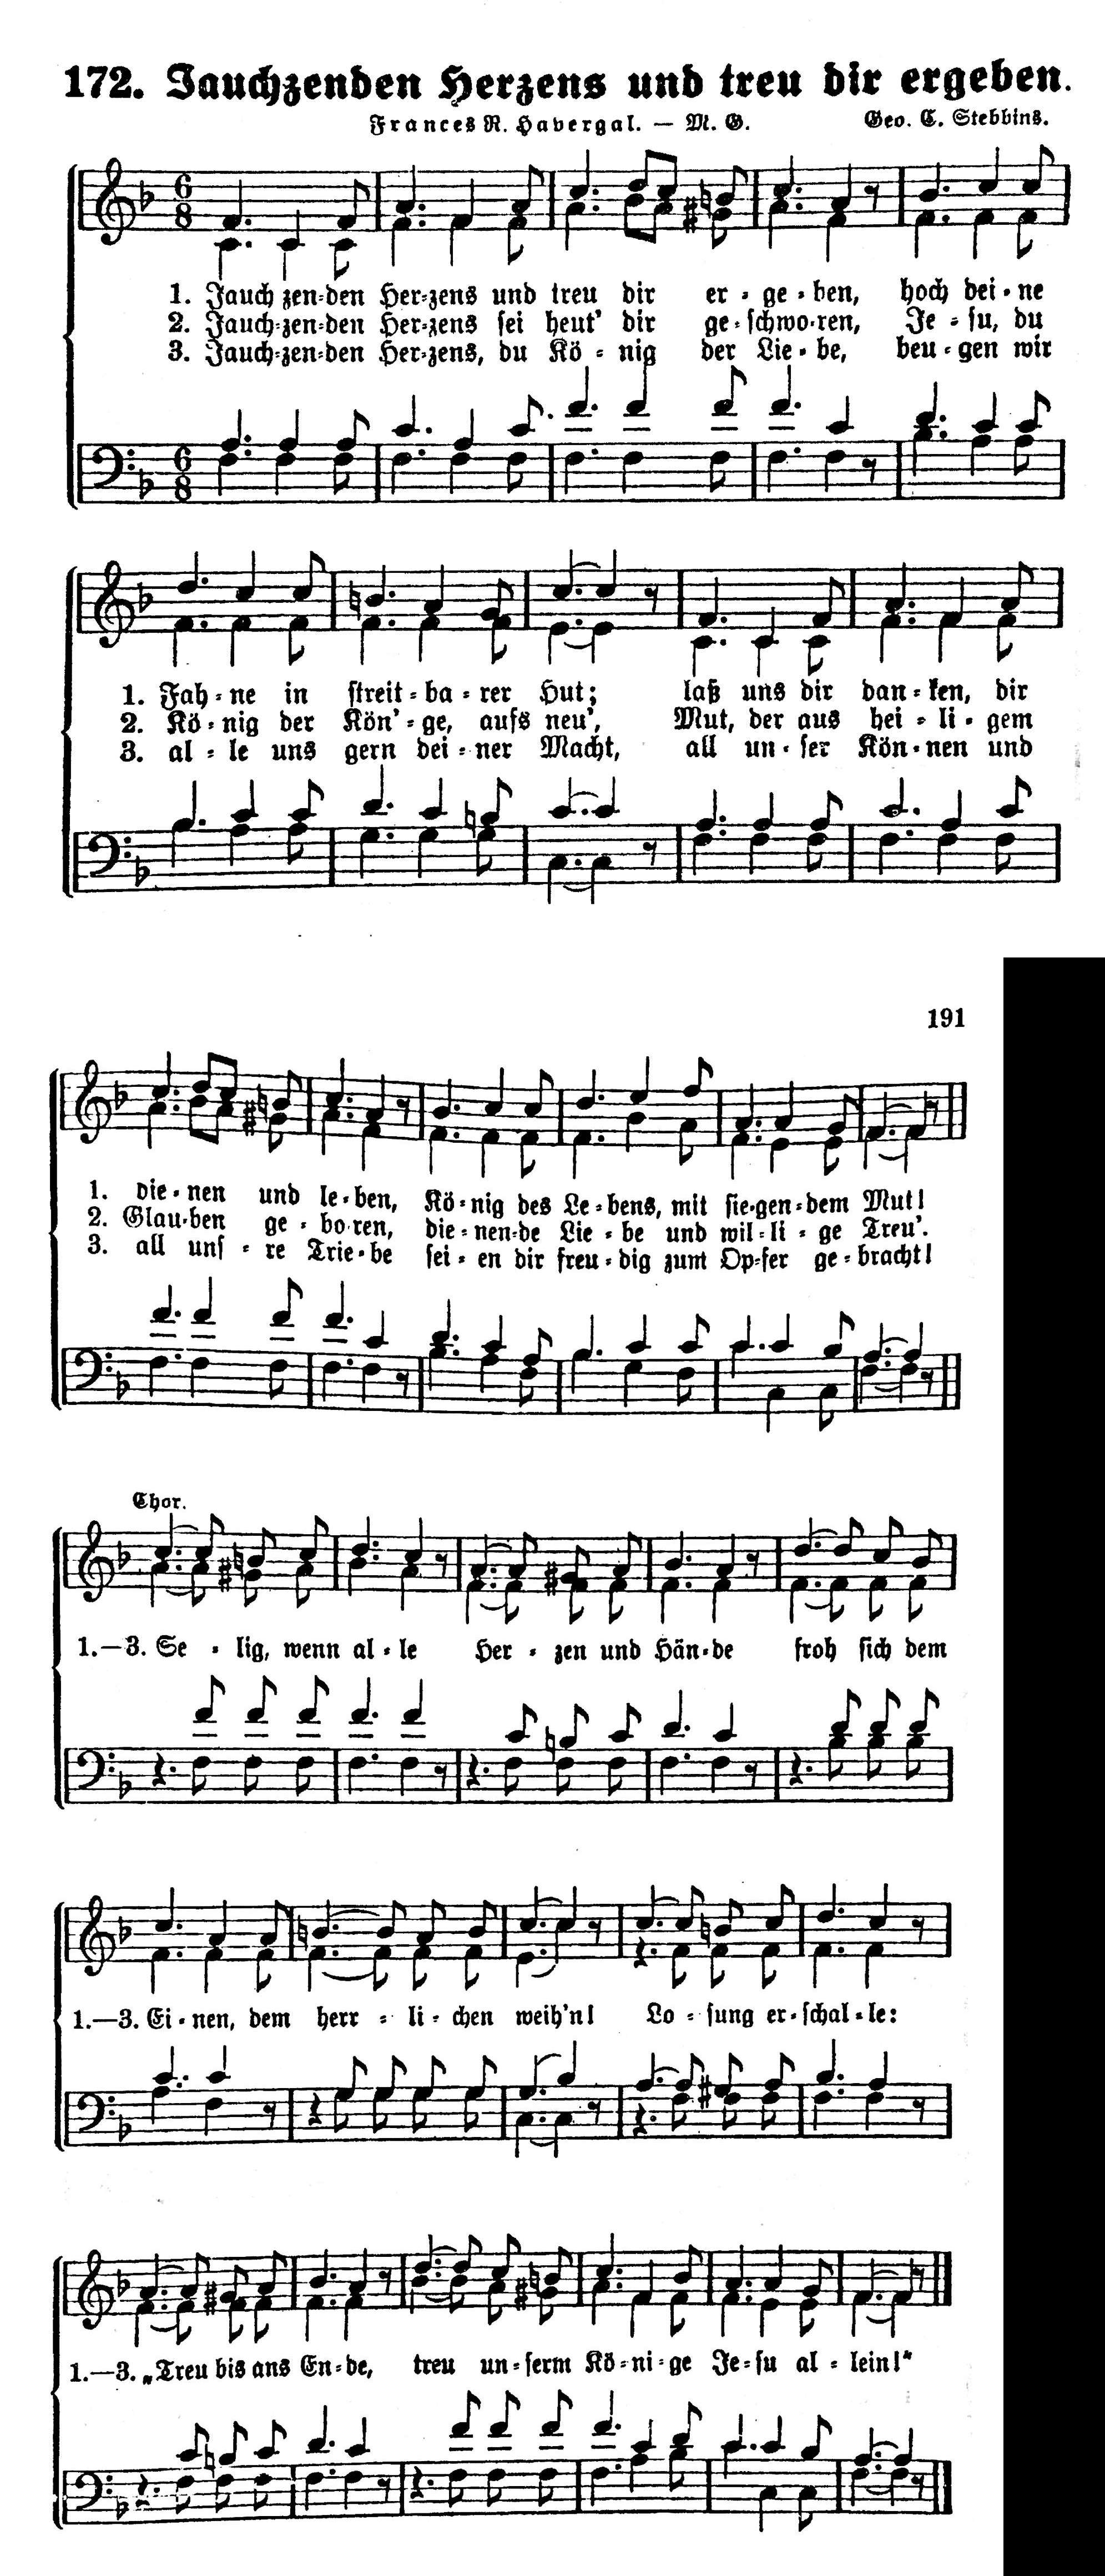 172. Jauchzenden Herzens und treu dir ergeben.
Frances R. Havergal. — M. G.
Geo. C. Stebbins.
1. Jauch zen-den Her-zens und treu dir er-ge-ben, hoch dei-ne
2. Jauch-zen-den Her-zens sei heut' dir ge-schwo-ren, Je-su, du
3. Jauch-zen-den Her-zens, du Kö-nig der Lie-be, beu-gen wir
1. Fah-ne in streit-ba-rer Hut; laß uns dir dan-ken, dir
2. Kö-nig der Kön'-ge, aufs neu', Mut, der aus hei-li-gem
3. al-le uns gern dei-ner Macht, all un-ser Kön-nen und
191
1. die-nen und le-ben, Kö-nig des Le-bens, mit sie-gen-dem Mut!
2. Glau-ben ge-bo-ren, die-nen-de Lie-be und wil-li-ge Treu'.
3. all uns-re Trie-be sei-en dir freu-dig zum Op-fer ge-bracht!
Chor.
1.—3. Se-lig, wenn al-le Her-zen und Hän-de froh sich dem
1.—3. Ei-nen, dem herr-li-chen weih'n! Lo-sung er-schal-le:
1.—3. „Treu bis ans En-de, treu un-serm Kö-ni-ge Je-su al-lein!"